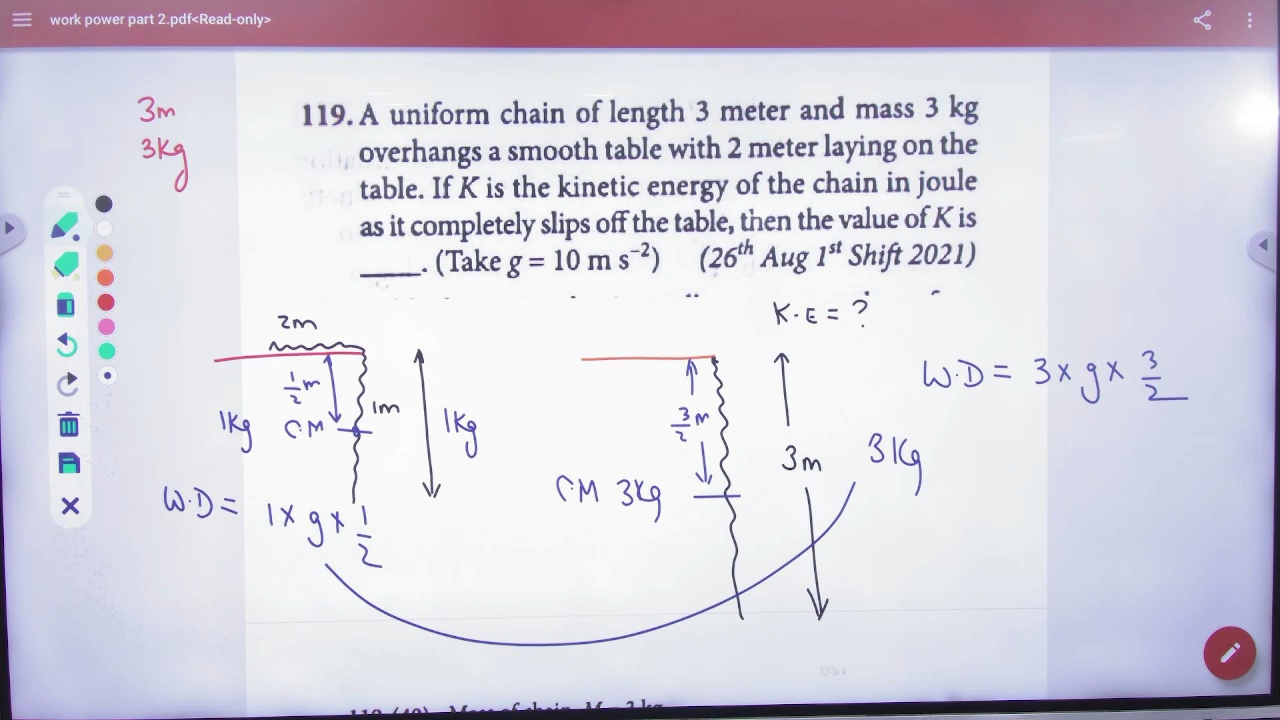 work power part 2.pdf<Read-only>
3m
3kg
119. A uniform chain of length 3 meter and mass 3 kg
overhangs a smooth table with 2 meter laying on the
table. If K is the kinetic energy of the chain in joule
as it completely slips off the table, then the value of K is
____. (Take g = 10 m s⁻²) (26th Aug 1st Shift 2021)
K·E = ?
2m
1/2 m
1m
1kg
C·M
1kg
W·D = 1 × g × 1/2
3/2 m
C·M 3kg
3m
3kg
W·D = 3 × g × 3/2